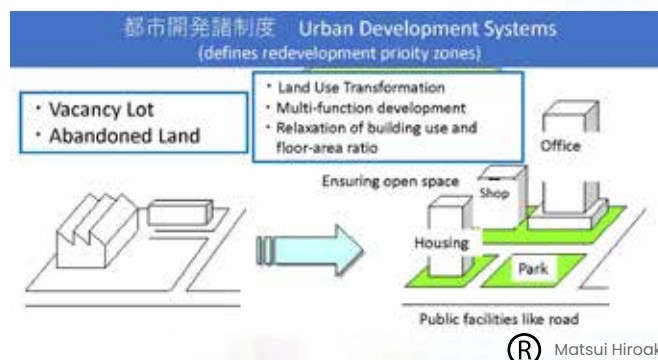 都市開発諸制度 Urban Development Systems
(defines redevelopment prioity zones)
・Vacancy Lot
・Abandoned Land
・Land Use Transformation
・Multi-function development
・Relaxation of building use and
floor-area ratio
Office
Ensuring open space
Shop
Housing
Park
Public facilities like road
Ⓡ Matsui Hiroak